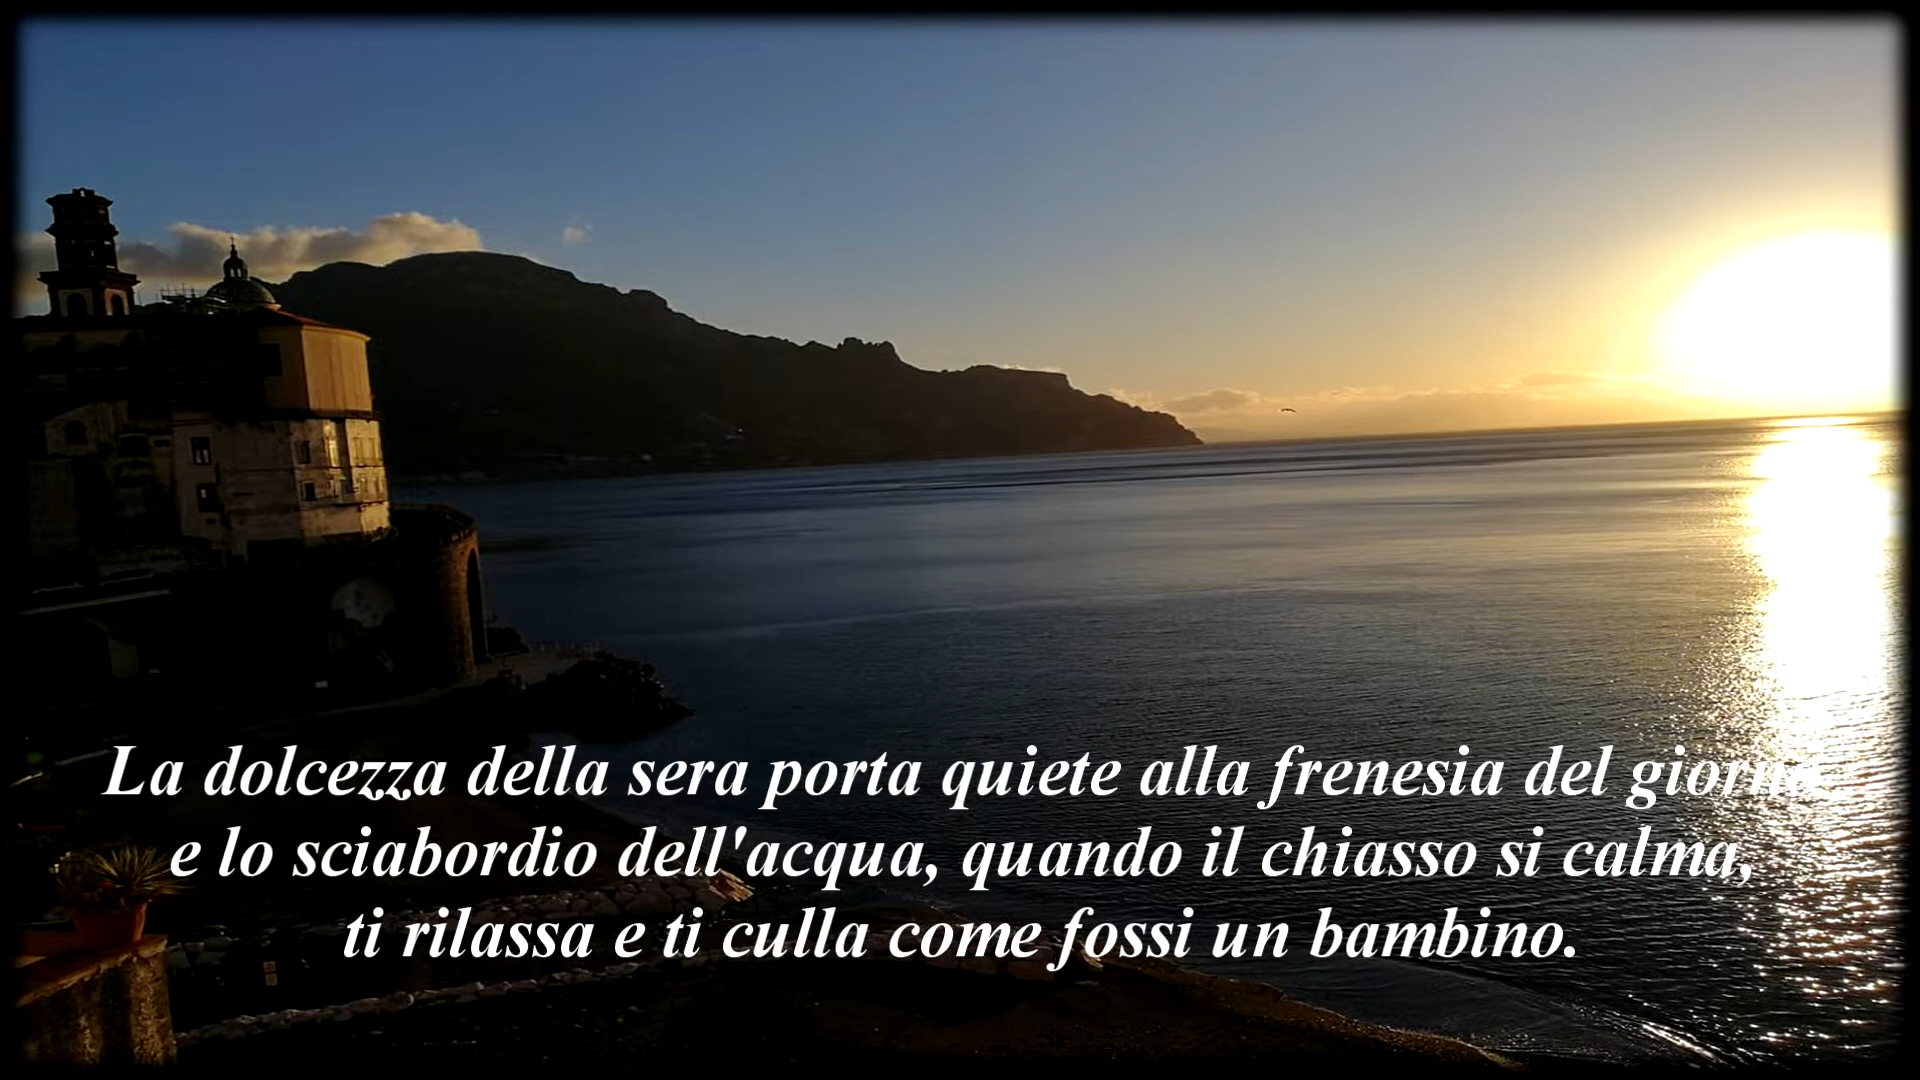 La dolcezza della sera porta quiete alla frenesia del giorno
e lo sciabordio dell'acqua, quando il chiasso si calma,
ti rilassa e ti culla come fossi un bambino.